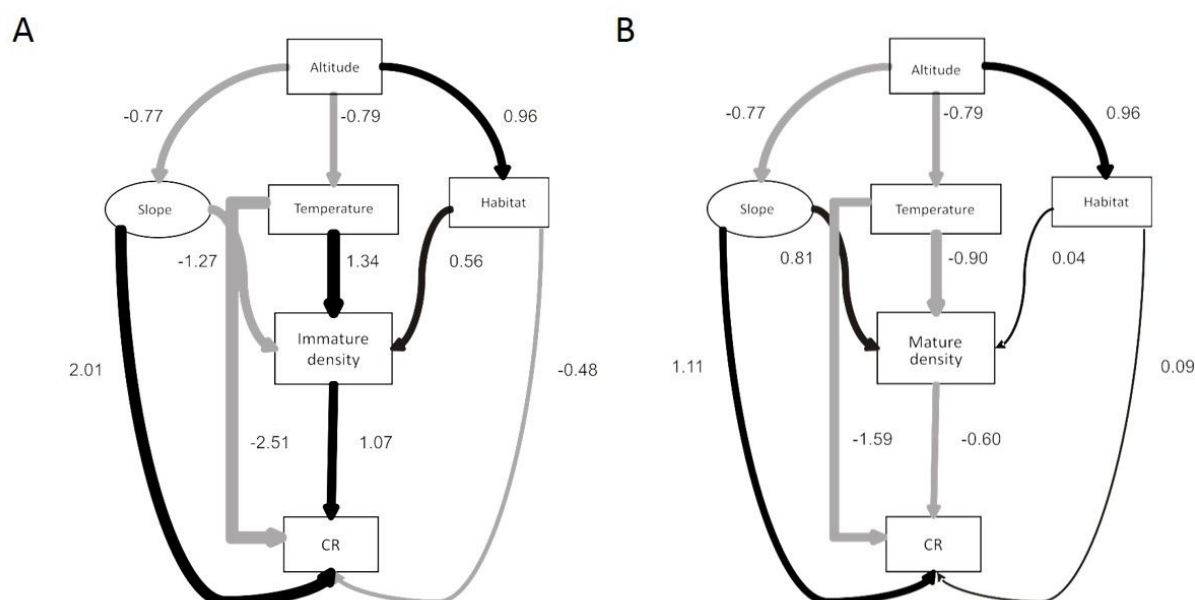 A
Altitude
-0.77
-0.79
0.96
Slope
Temperature
Habitat
-1.27
1.34
0.56
Immature
density
2.01
-0.48
-2.51
1.07
CR
B
Altitude
-0.77
-0.79
0.96
Slope
Temperature
Habitat
0.81
-0.90
0.04
Mature
density
1.11
0.09
-1.59
-0.60
CR